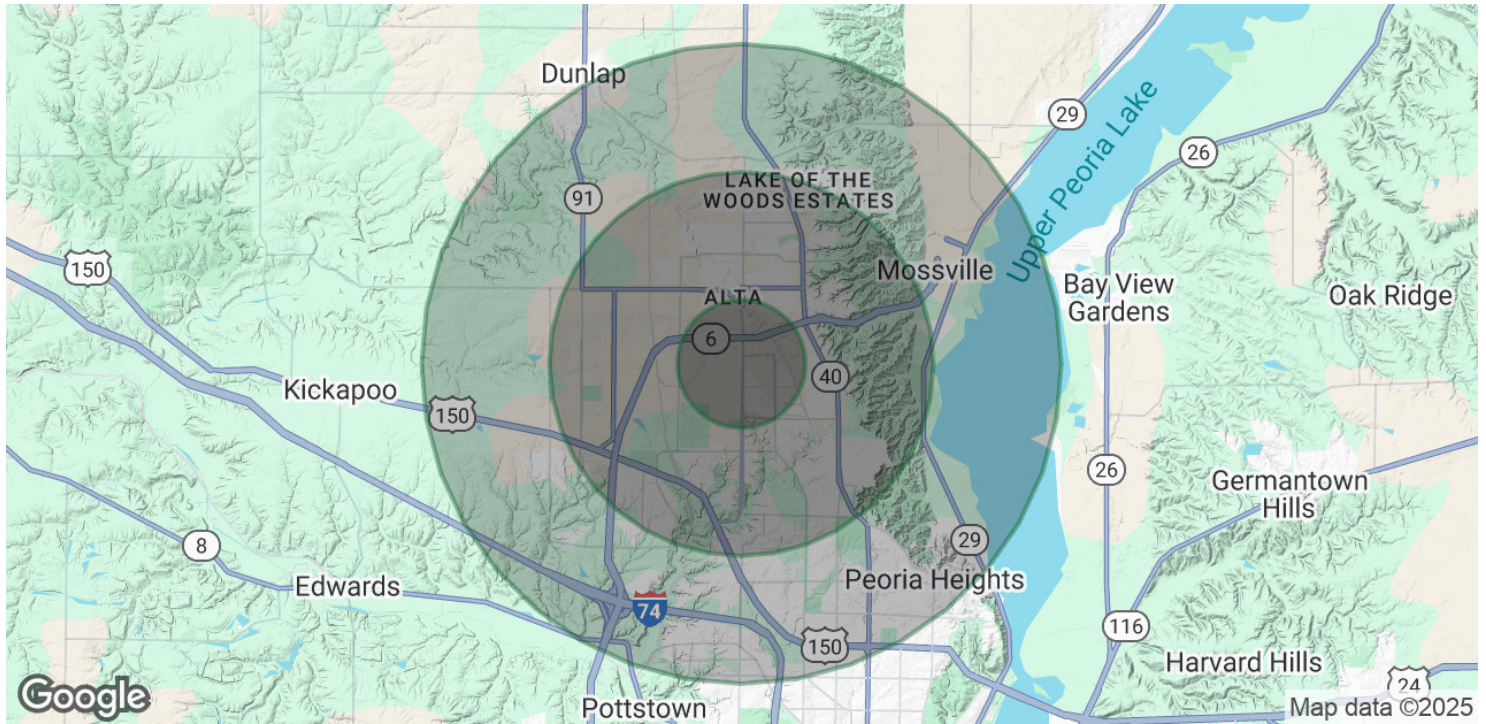 Dunlap
29
26
Upper Peoria Lake
LAKE OF THE
WOODS ESTATES
91
150
Mossville
Bay View
Gardens
Oak Ridge
ALTA
6
40
Kickapoo
150
26
Germantown
Hills
8
29
Edwards
Peoria Heights
74
116
150
Harvard Hills
24
Google
Pottstown
Map data ©2025